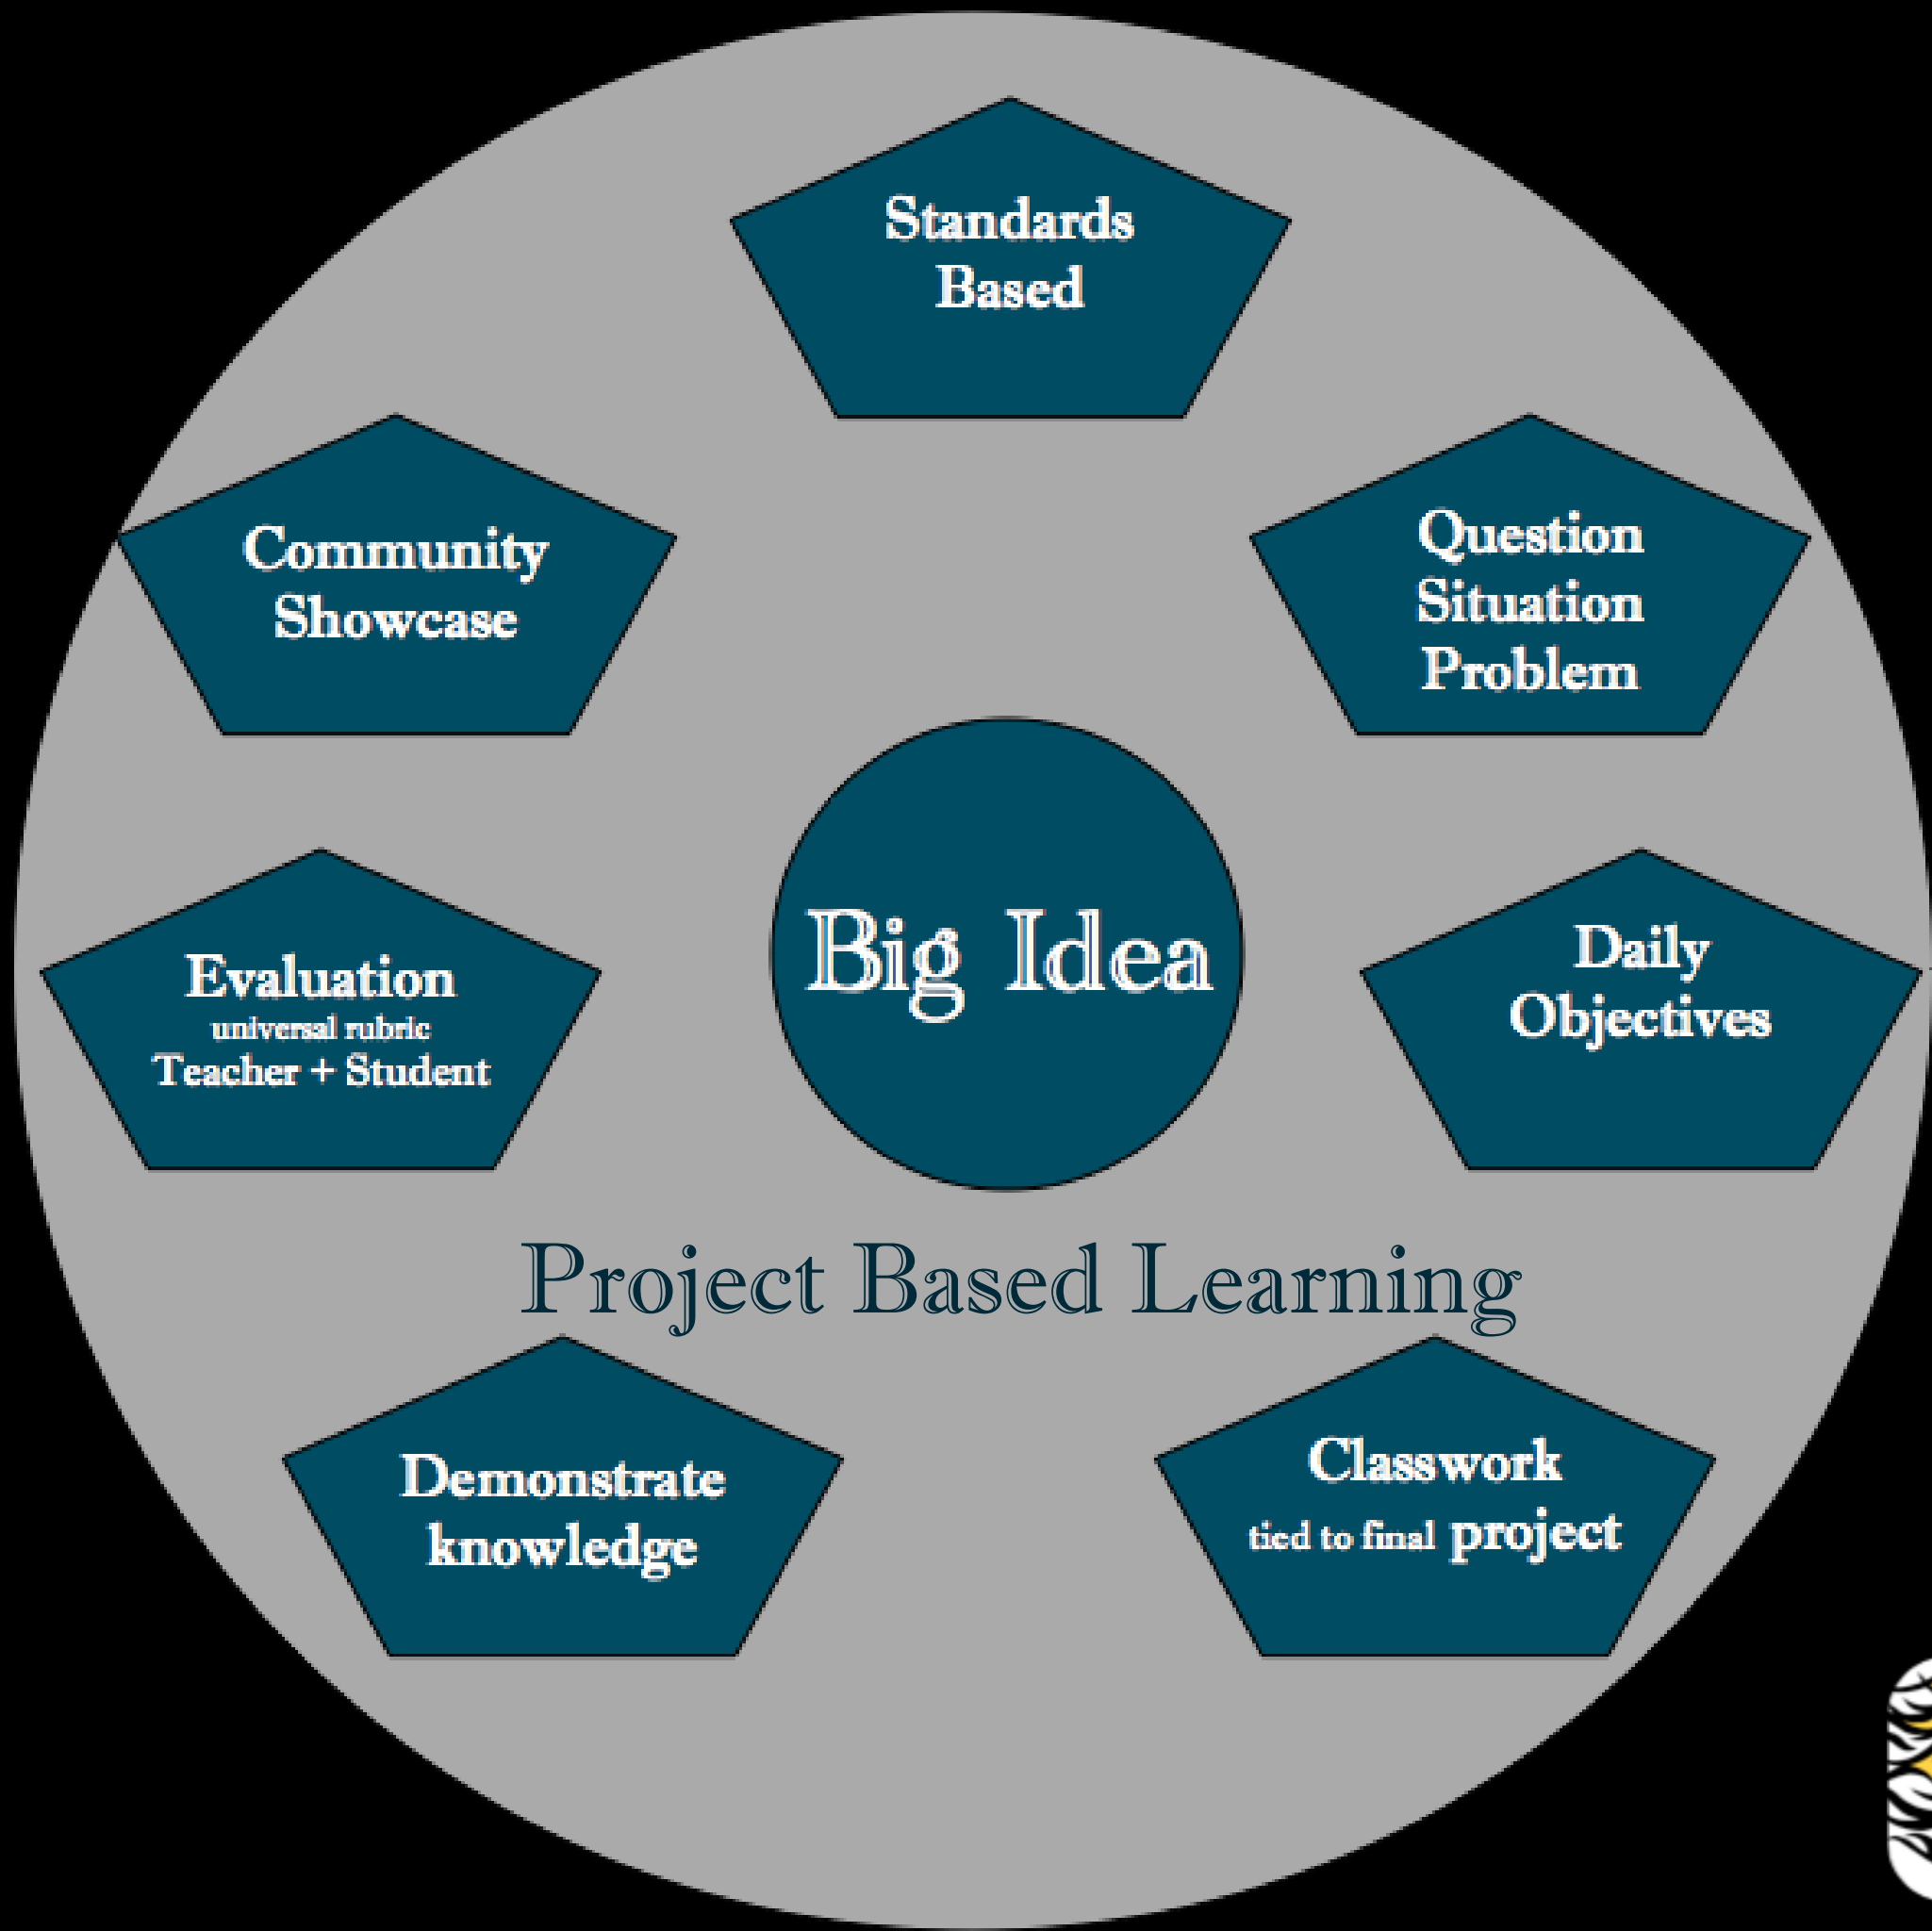 Standards
Based
Community
Showcase
Question
Situation
Problem
Evaluation
universal rubric
Teacher + Student
Big Idea
Daily
Objectives
Project Based Learning
Demonstrate
knowledge
Classwork
tied to final project